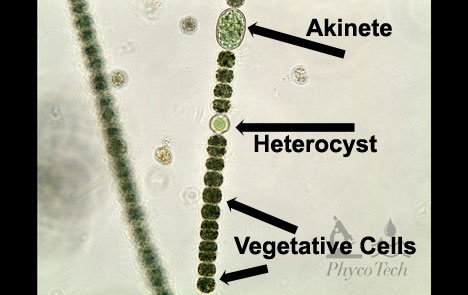 Akinete
Heterocyst
Vegetative Cells
PhycoTech